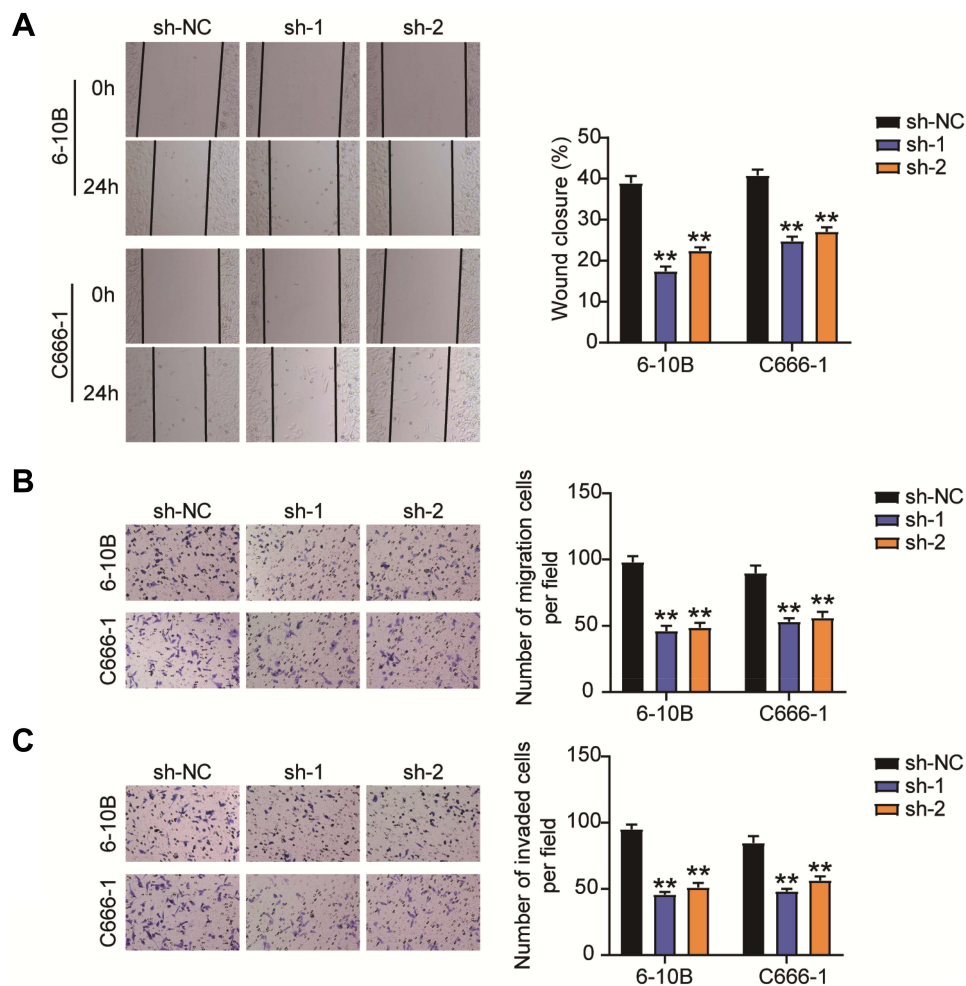 A
sh-NC sh-1 sh-2
6-10B
0h
24h
C666-1
0h
24h
Wound closure (%)
50
40
30
20
10
0
** ** ** **
6-10B C666-1
sh-NC
sh-1
sh-2
B
sh-NC sh-1 sh-2
6-10B
C666-1
Number of migration cells
per field
150
100
50
0
** ** ** **
6-10B C666-1
sh-NC
sh-1
sh-2
C
sh-NC sh-1 sh-2
6-10B
C666-1
Number of invaded cells
per field
150
100
50
0
** ** ** **
6-10B C666-1
sh-NC
sh-1
sh-2